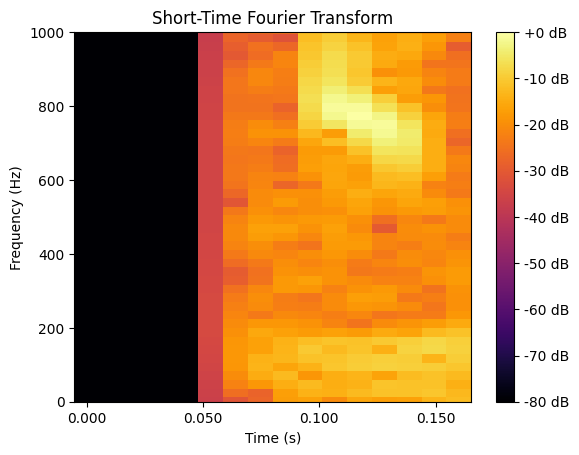 Short-Time Fourier Transform
Frequency (Hz)
1000
800
600
400
200
0
0.000
0.050
0.100
0.150
Time (s)
+0 dB
-10 dB
-20 dB
-30 dB
-40 dB
-50 dB
-60 dB
-70 dB
-80 dB